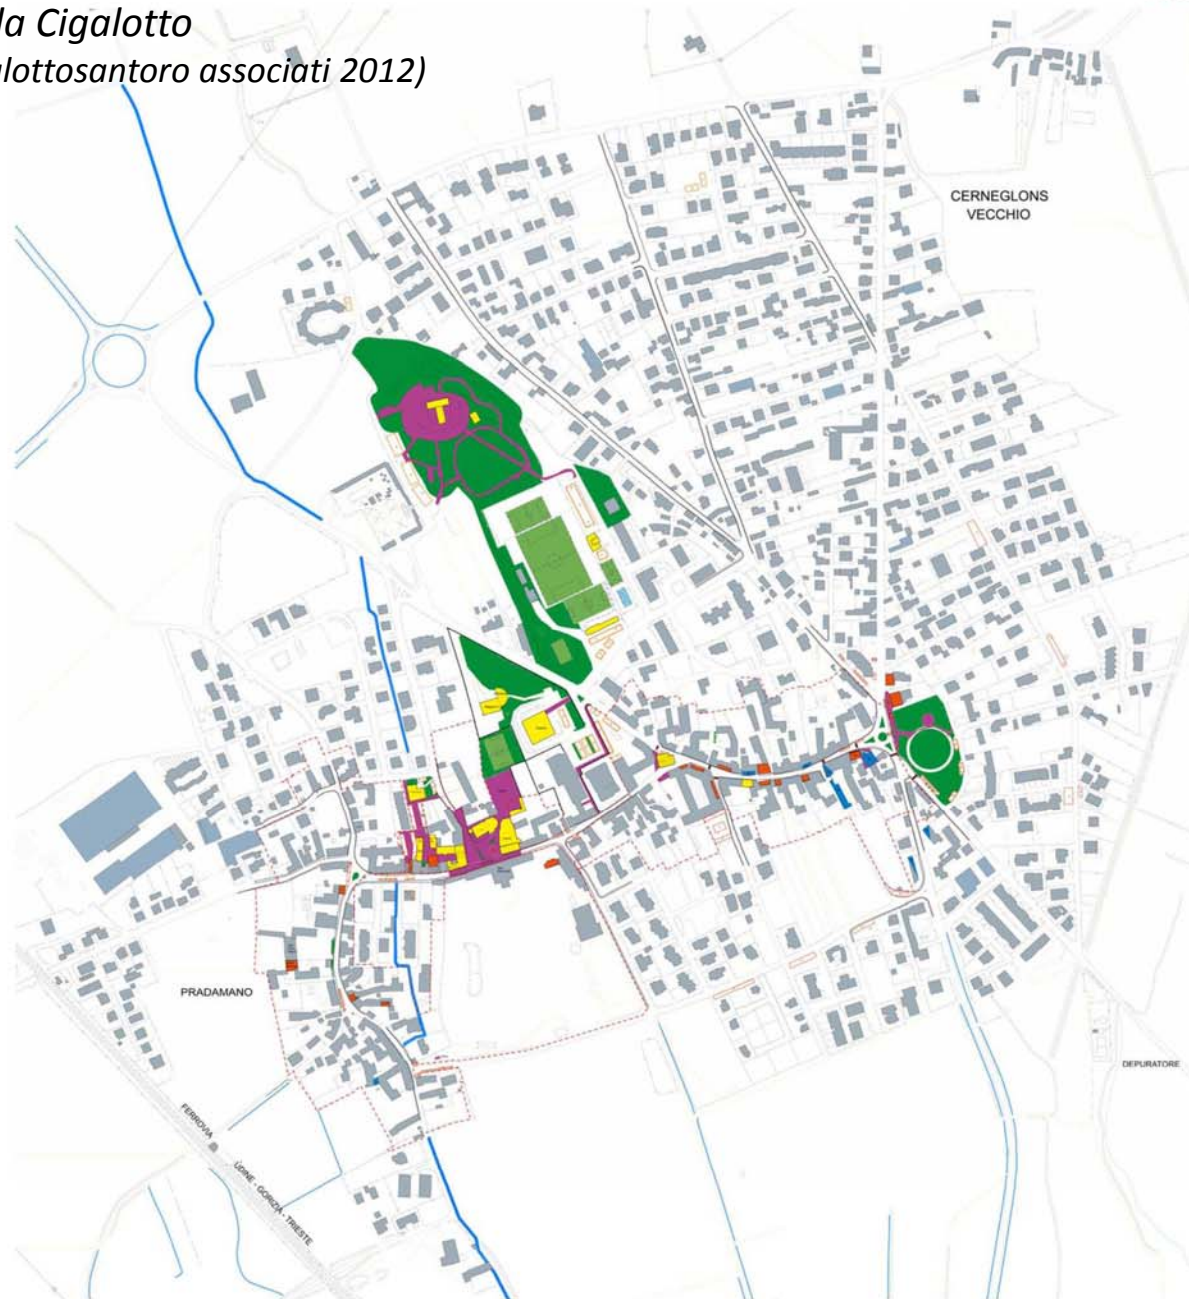 la Cigalotto
lottosantoro associati 2012)
CERNEGLONS
VECCHIO
PRADAMANO
DEPURATORE
FERROVIA
UDINE - GORIZIA - TRIESTE